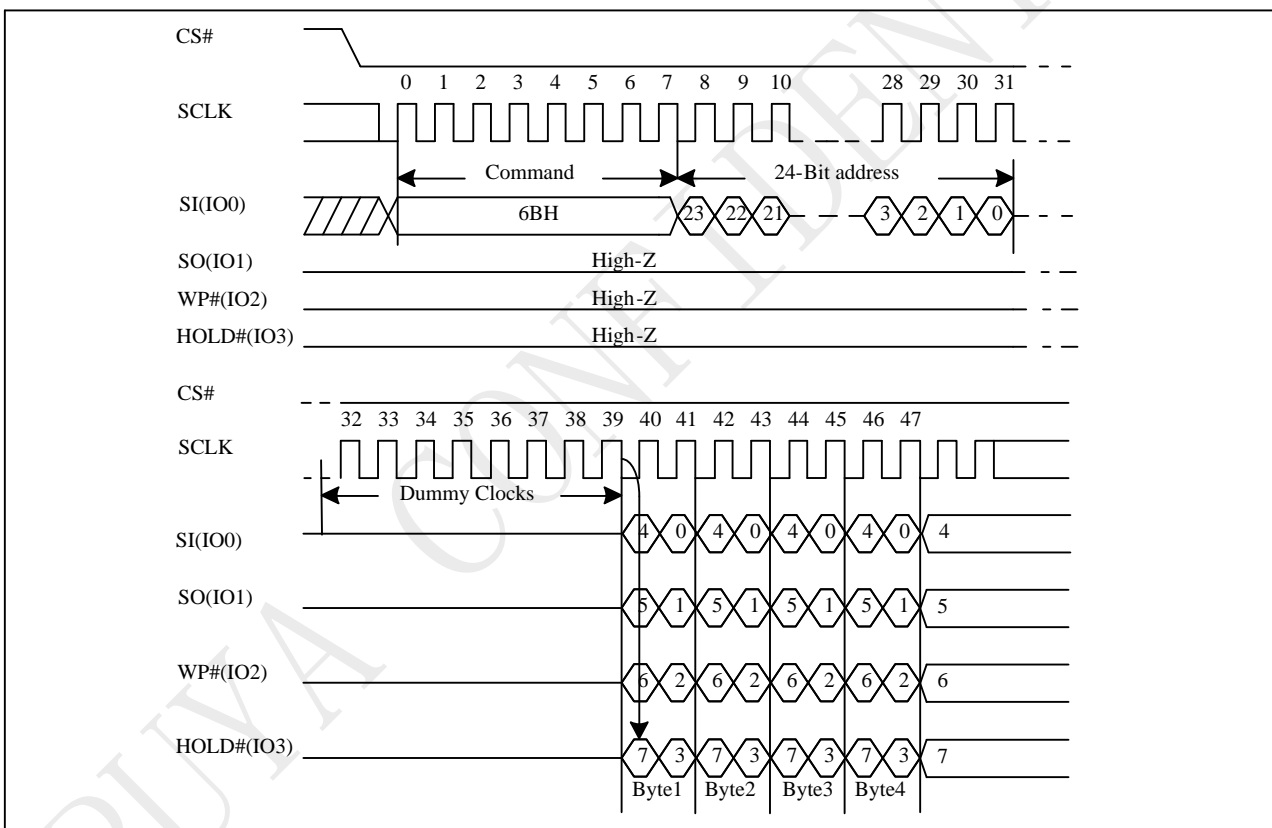 CS#
0 1 2 3 4 5 6 7 8 9 10 28 29 30 31
SCLK
Command 24-Bit address
SI(IO0) 6BH 23 22 21 3 2 1 0
SO(IO1) High-Z
WP#(IO2) High-Z
HOLD#(IO3) High-Z
CS#
32 33 34 35 36 37 38 39 40 41 42 43 44 45 46 47
SCLK
Dummy Clocks
SI(IO0) 4 0 4 0 4 0 4 0 4
SO(IO1) 5 1 5 1 5 1 5 1 5
WP#(IO2) 6 2 6 2 6 2 6 2 6
HOLD#(IO3) 7 3 7 3 7 3 7 3 7
Byte1 Byte2 Byte3 Byte4
PUYA CONFIDENT